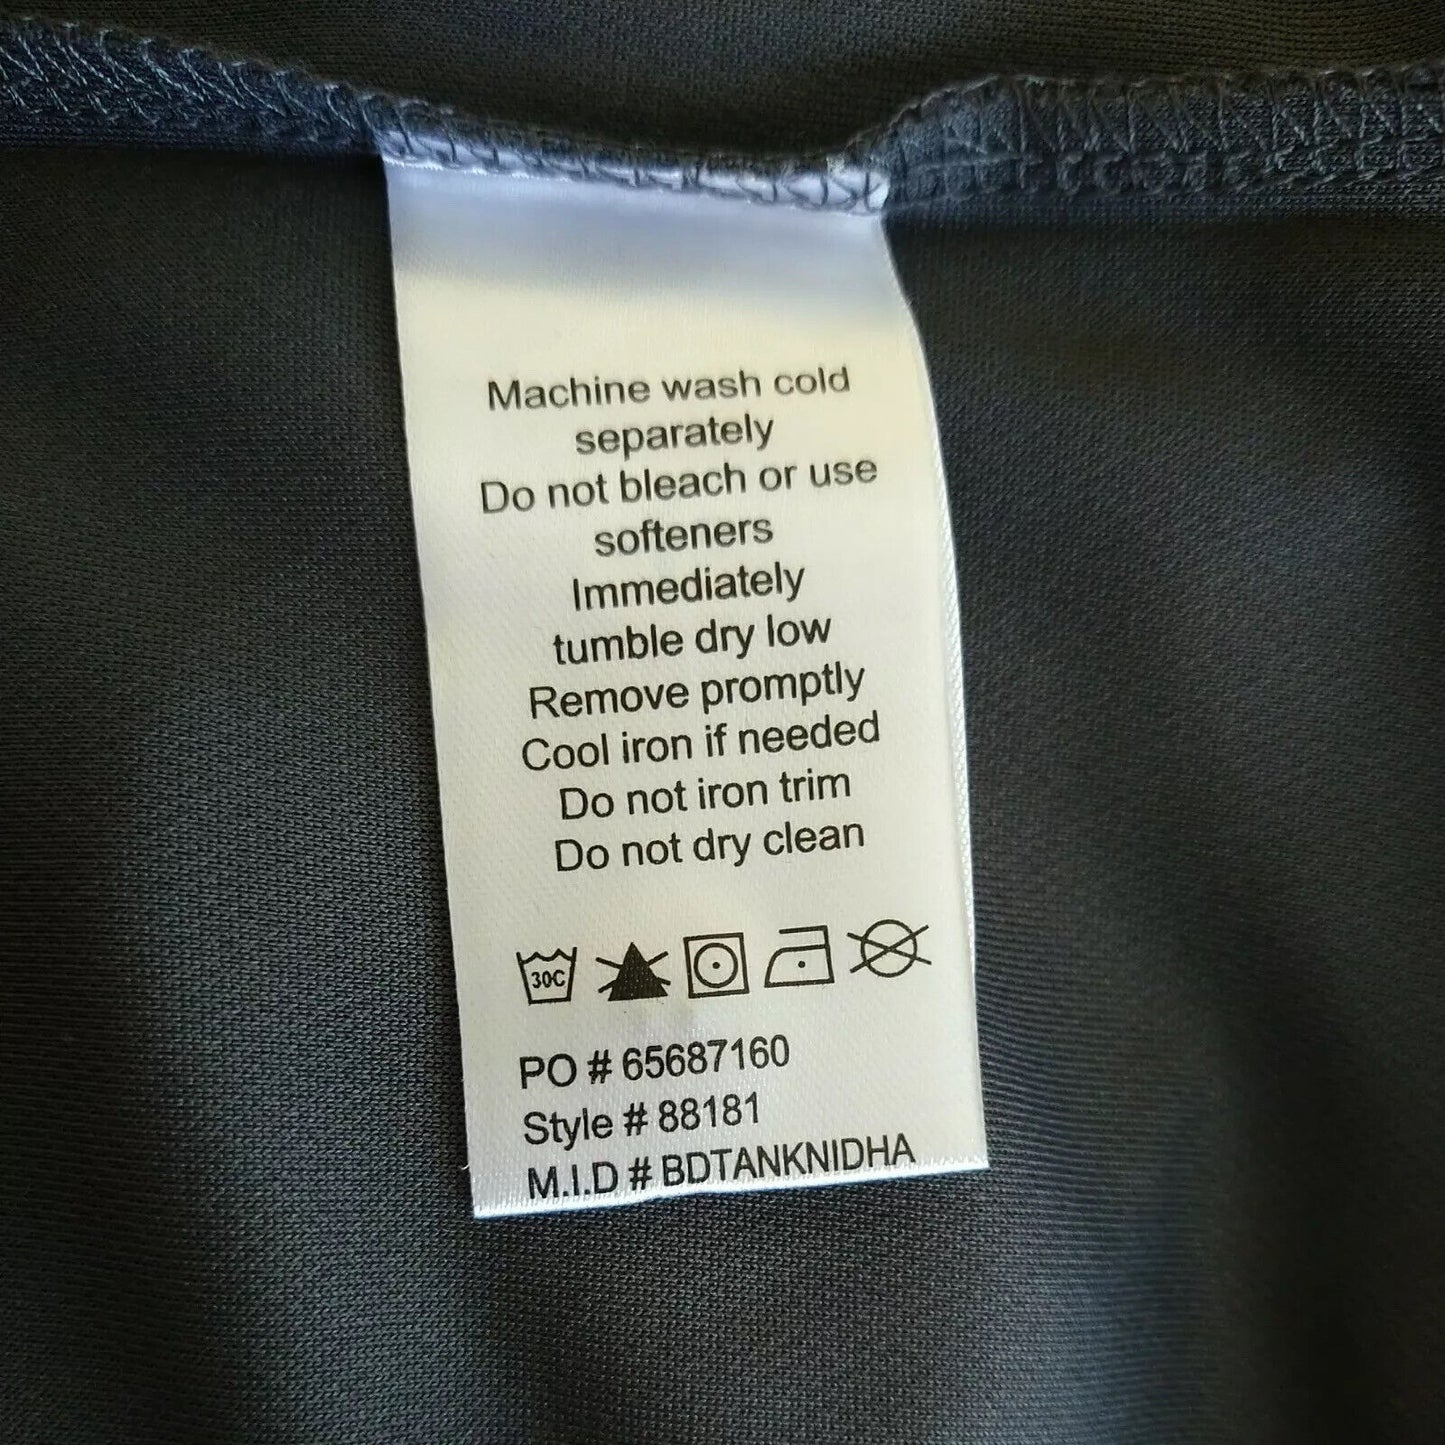 Machine wash cold
separately
Do not bleach or use
softeners
Immediately
tumble dry low
Remove promptly
Cool iron if needed
Do not iron trim
Do not dry clean
30C
PO # 65687160
Style # 88181
M.I.D # BDTANKNIDHA